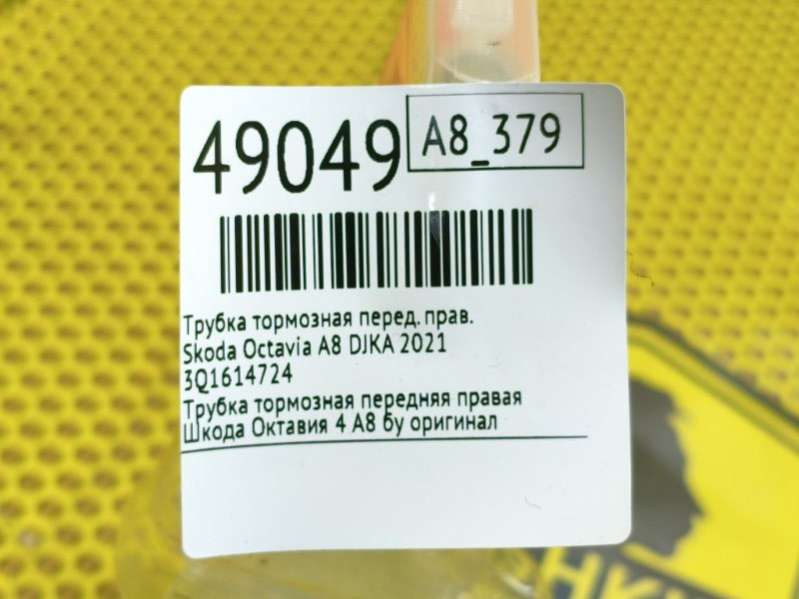 49049
A8_379
Трубка тормозная перед. прав.
Skoda Octavia A8 DJKA 2021
3Q1614724
Трубка тормозная передняя правая
Шкода Октавия 4 А8 бу оригинал